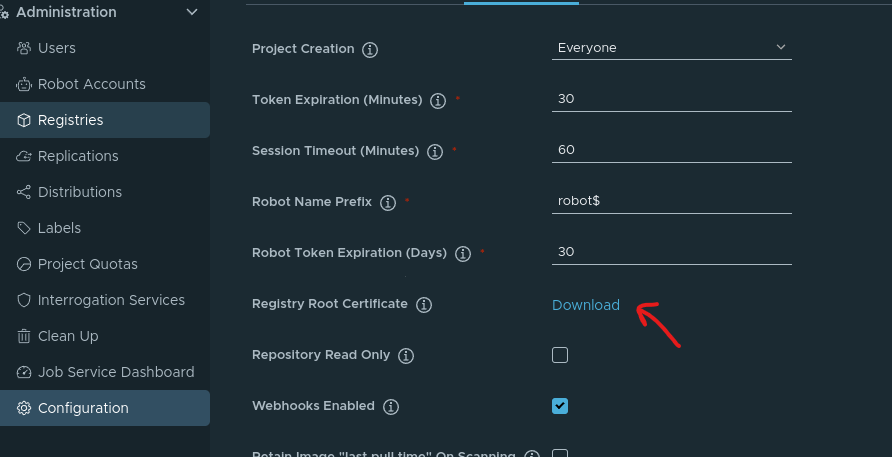 Administration
Users
Robot Accounts
Registries
Replications
Distributions
Labels
Project Quotas
Interrogation Services
Clean Up
Job Service Dashboard
Configuration
Project Creation Everyone
Token Expiration (Minutes) * 30
Session Timeout (Minutes) * 60
Robot Name Prefix * robot$
Robot Token Expiration (Days) * 30
Registry Root Certificate Download
Repository Read Only
Webhooks Enabled
Retain Image "last pull time" On Scanning